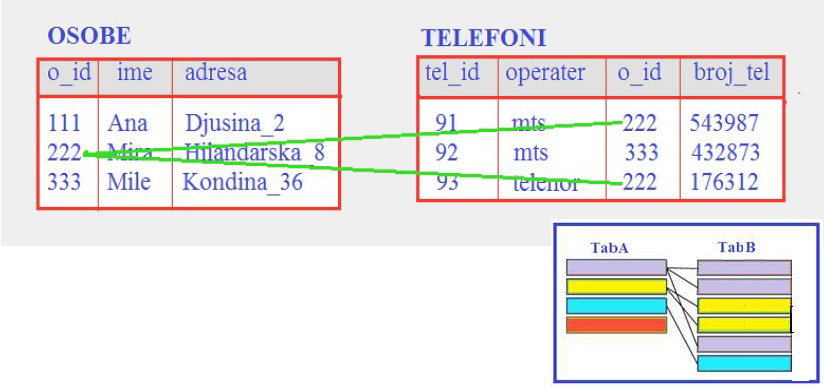 OSOBE
o_id ime adresa
111 Ana Djusina_2
222 Mira Hilandarska_8
333 Mile Kondina_36
TELEFONI
tel_id operater o_id broj_tel
91 mts 222 543987
92 mts 333 432873
93 telenor 222 176312
TabA TabB